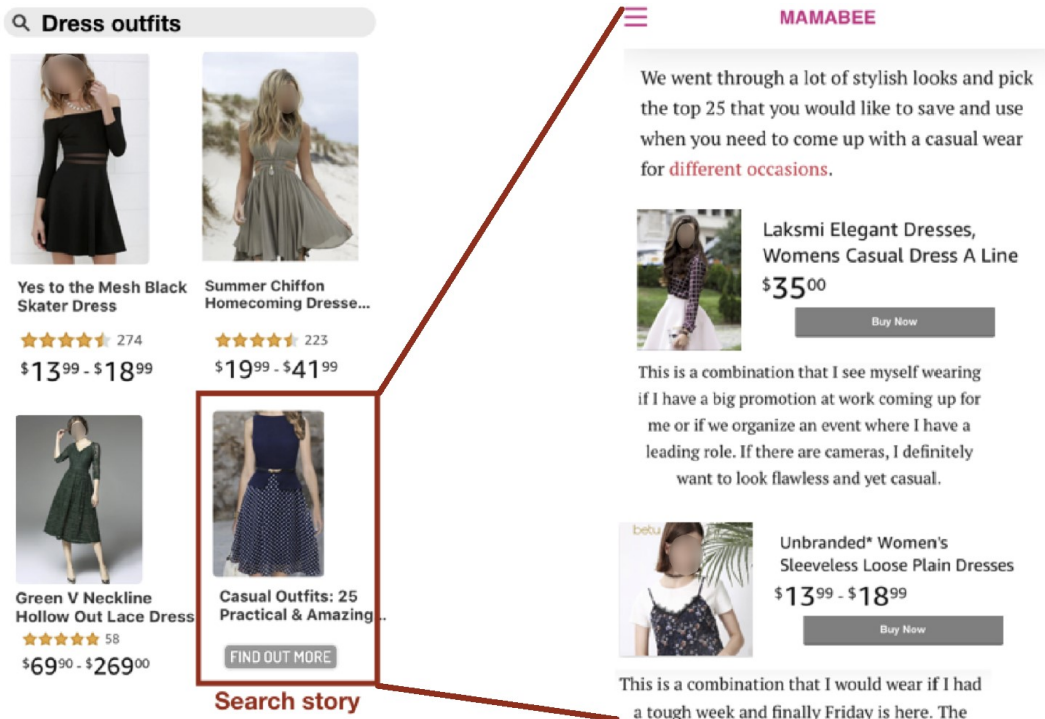 Dress outfits
Yes to the Mesh Black
Skater Dress
274
$13⁹⁹ - $18⁹⁹
Summer Chiffon
Homecoming Dresse...
223
$19⁹⁹ - $41⁹⁹
Green V Neckline
Hollow Out Lace Dress
58
$69⁹⁰ - $269⁰⁰
Casual Outfits: 25
Practical & Amazing...
FIND OUT MORE
Search story
MAMABEE
We went through a lot of stylish looks and pick
the top 25 that you would like to save and use
when you need to come up with a casual wear
for different occasions.
Laksmi Elegant Dresses,
Womens Casual Dress A Line
$35⁰⁰
Buy Now
This is a combination that I see myself wearing
if I have a big promotion at work coming up for
me or if we organize an event where I have a
leading role. If there are cameras, I definitely
want to look flawless and yet casual.
betu
Unbranded* Women's
Sleeveless Loose Plain Dresses
$13⁹⁹ - $18⁹⁹
Buy Now
This is a combination that I would wear if I had
a tough week and finally Friday is here. The